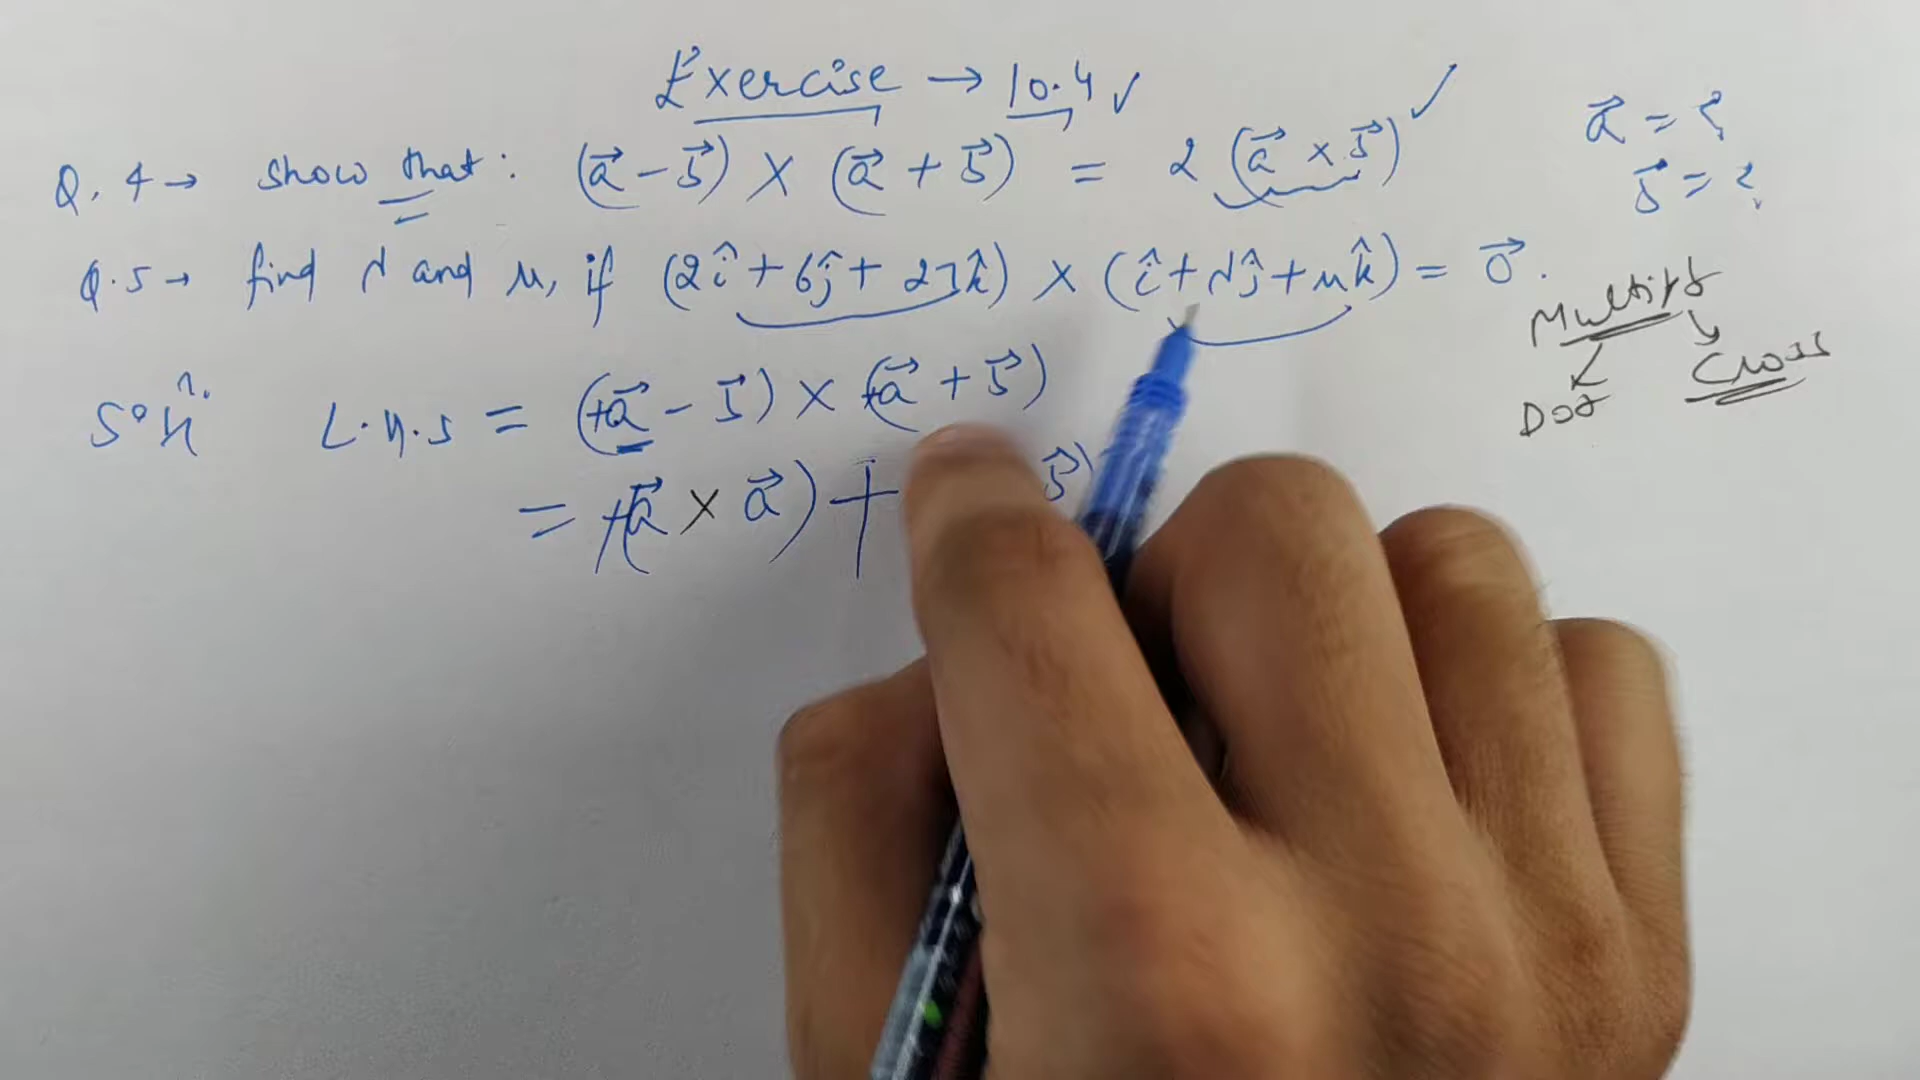 Exercise → 10.4 ✓
Q.4 → show that: (a⃗ − b⃗) × (a⃗ + b⃗) = 2 (a⃗ × b⃗) ✓
a⃗ = ?
b⃗ = ?
Q.5 → find λ and μ, if (2î + 6ĵ + 27k̂) × (î + λĵ + μk̂) = 0⃗.
Multipl
Dot
Cross
Solⁿ. L.H.S = (+a⃗ − b⃗) × (+a⃗ + b⃗)
= +(a⃗ × a⃗) + b⃗)